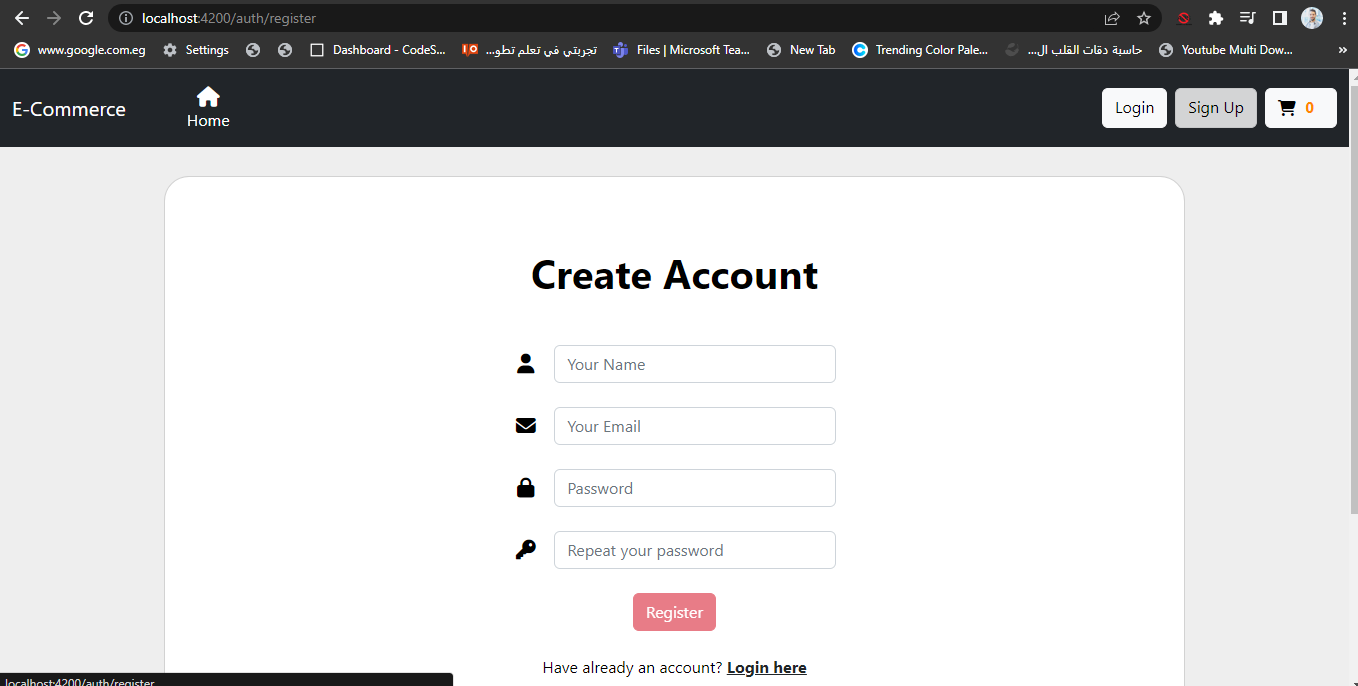 localhost:4200/auth/register
www.google.com.eg Settings Dashboard - CodeS... تجربتي في تعلم تطو... Files | Microsoft Tea... New Tab Trending Color Pale... حاسبة دقات القلب ال... Youtube Multi Dow... »
E-Commerce
Home
Login Sign Up 0
Create Account
Your Name
Your Email
Password
Repeat your password
Register
Have already an account? Login here
localhost:4200/auth/register